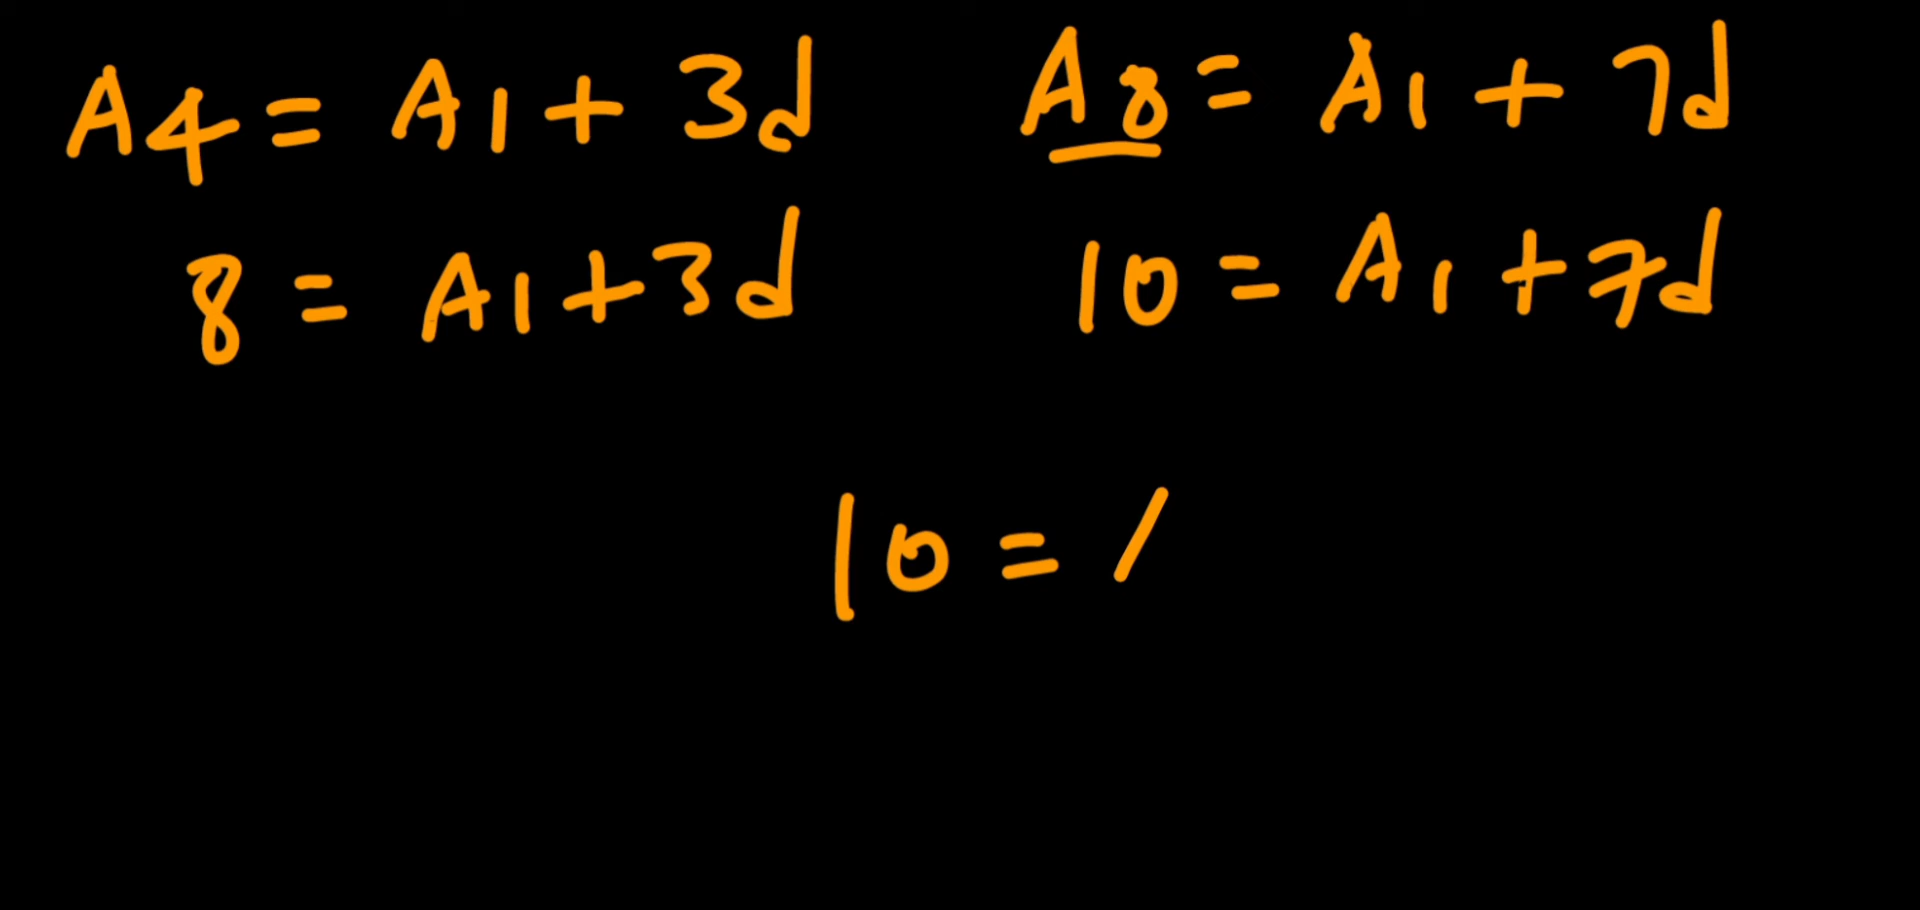 A4 = A1 + 3d
8 = A1 + 3d
A8 = A1 + 7d
10 = A1 + 7d
10 = /